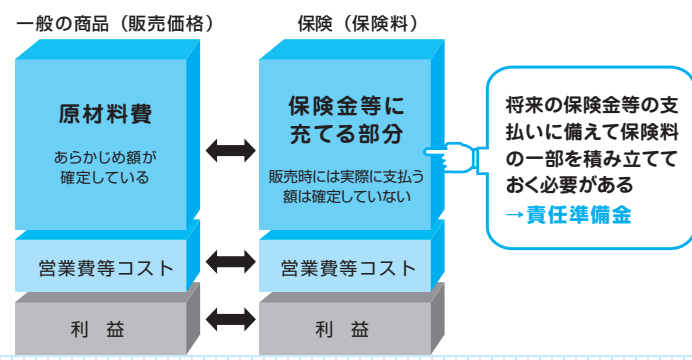 一般の商品（販売価格）
保険（保険料）
原材料費
あらかじめ額が
確定している
保険金等に
充てる部分
販売時には実際に支払う
額は確定していない
将来の保険金等の支
払いに備えて保険料
の一部を積み立てて
おく必要がある
→責任準備金
営業費等コスト
営業費等コスト
利　益
利　益